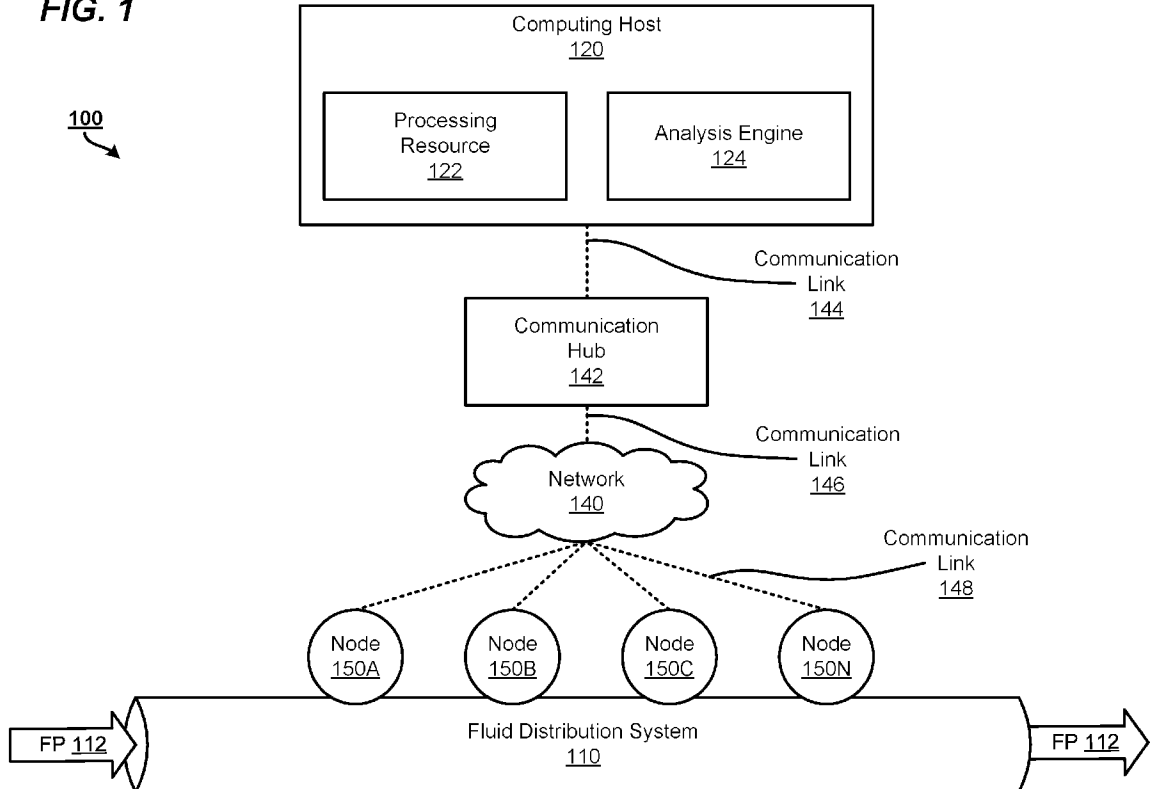 FIG. 1
100
Computing Host
120
Processing
Resource
122
Analysis Engine
124
Communication
Link
144
Communication
Hub
142
Communication
Link
146
Network
140
Communication
Link
148
Node
150A
Node
150B
Node
150C
Node
150N
FP 112
Fluid Distribution System
110
FP 112